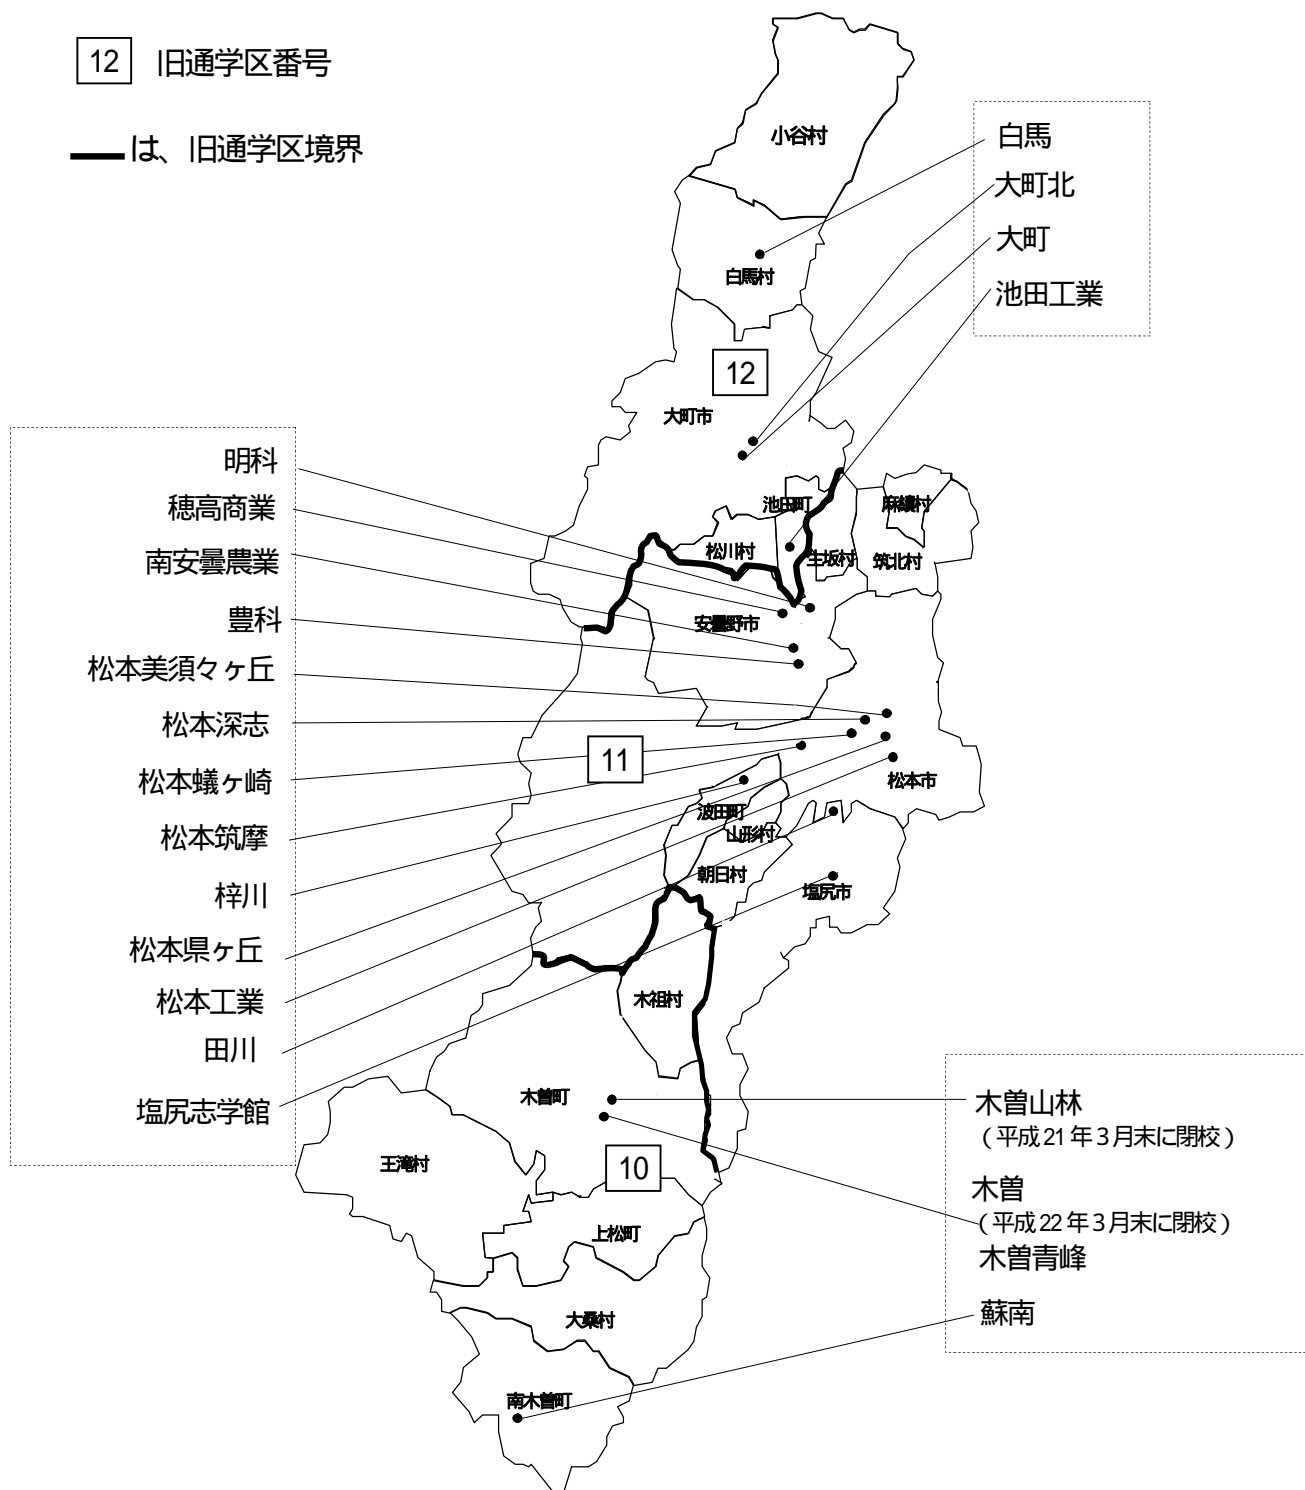 12 旧通学区番号
は、旧通学区境界
小谷村
白馬
大町北
大町
池田工業
白馬村
12
大町市
明科
穂高商業
南安曇農業
豊科
松本美須々ヶ丘
松本深志
松本蟻ヶ崎
松本筑摩
梓川
松本県ヶ丘
松本工業
田川
塩尻志学館
池田町
麻績村
松川村
生坂村
筑北村
安曇野市
11
松本市
波田町
山形村
朝日村
塩尻市
木祖村
木曽町
王滝村
10
上松町
大桑村
南木曽町
木曽山林
(平成21年3月末に閉校)
木曽
(平成22年3月末に閉校)
木曽青峰
蘇南